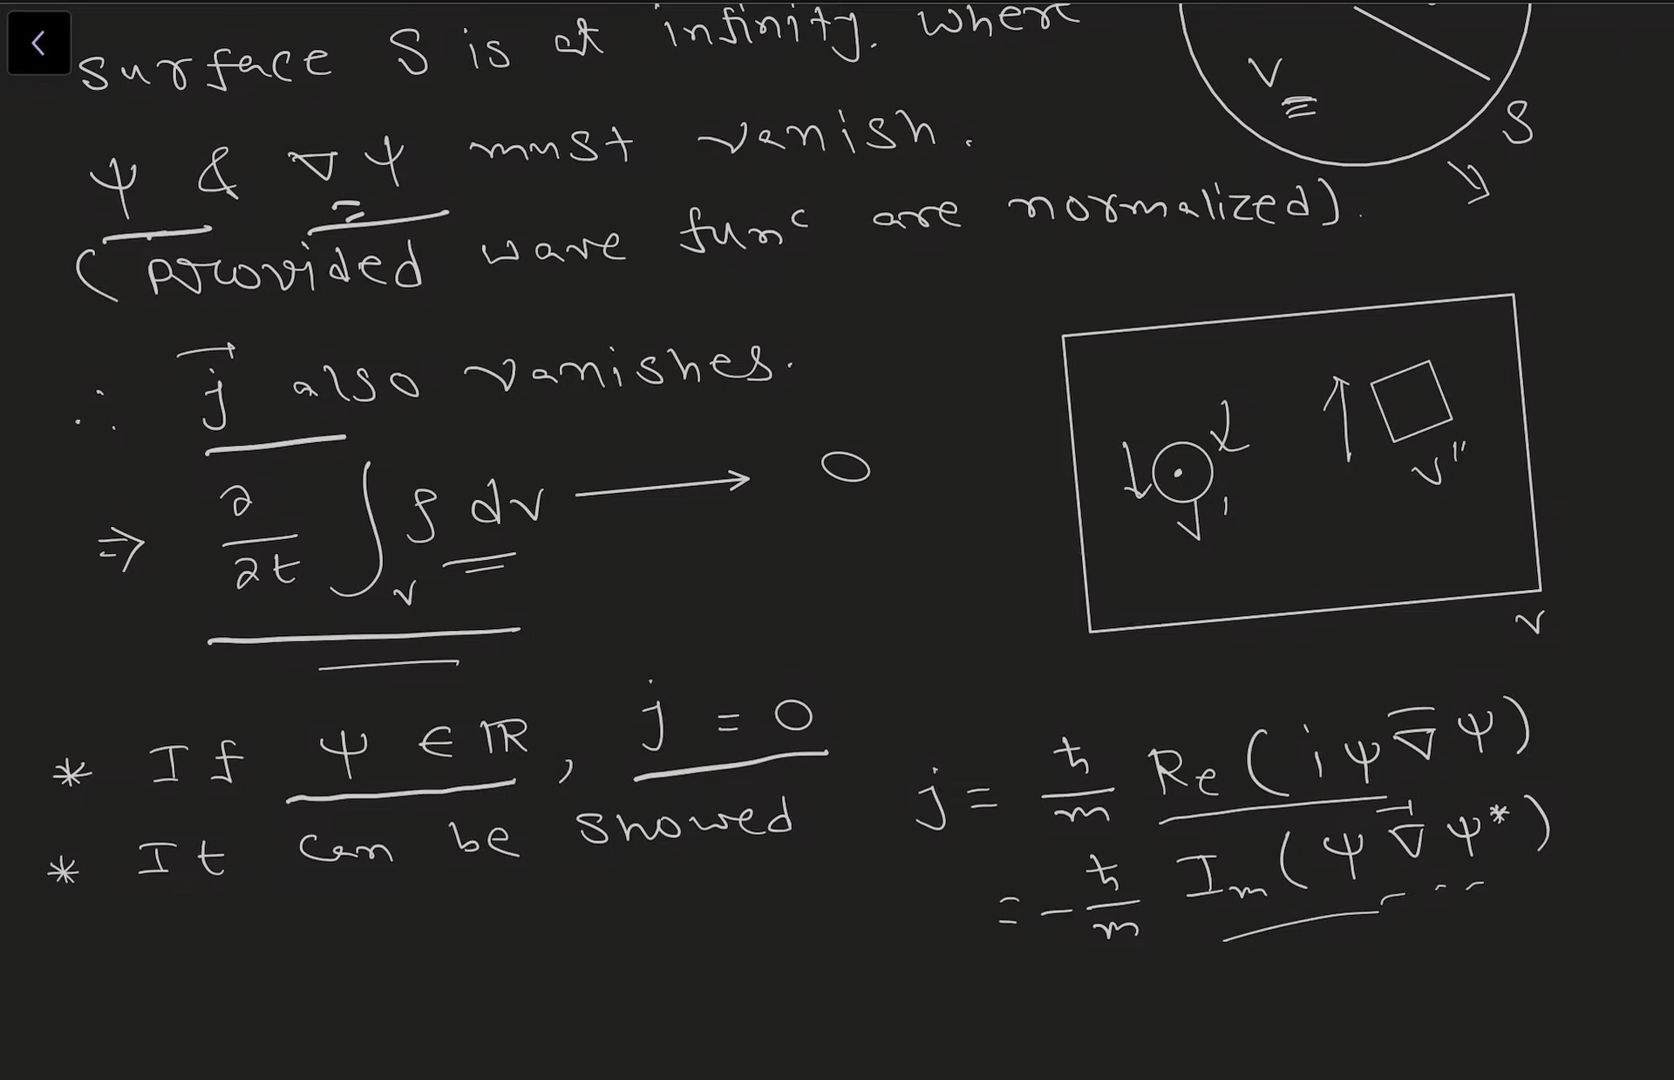 surface S is at infinity. where
V
S
ψ & ∇ψ must vanish.
(provided wave funᶜ are normalized).
∴ j⃗ also vanishes.
⇒ ∂/∂t ∫ᵥ ρ dv ⟶ 0
V'
V''
V
* If ψ ∈ ℝ, j = 0
* It can be showed
j = ħ/m Re(iψ∇⃗ψ)
= -ħ/m Im(ψ∇⃗ψ*)